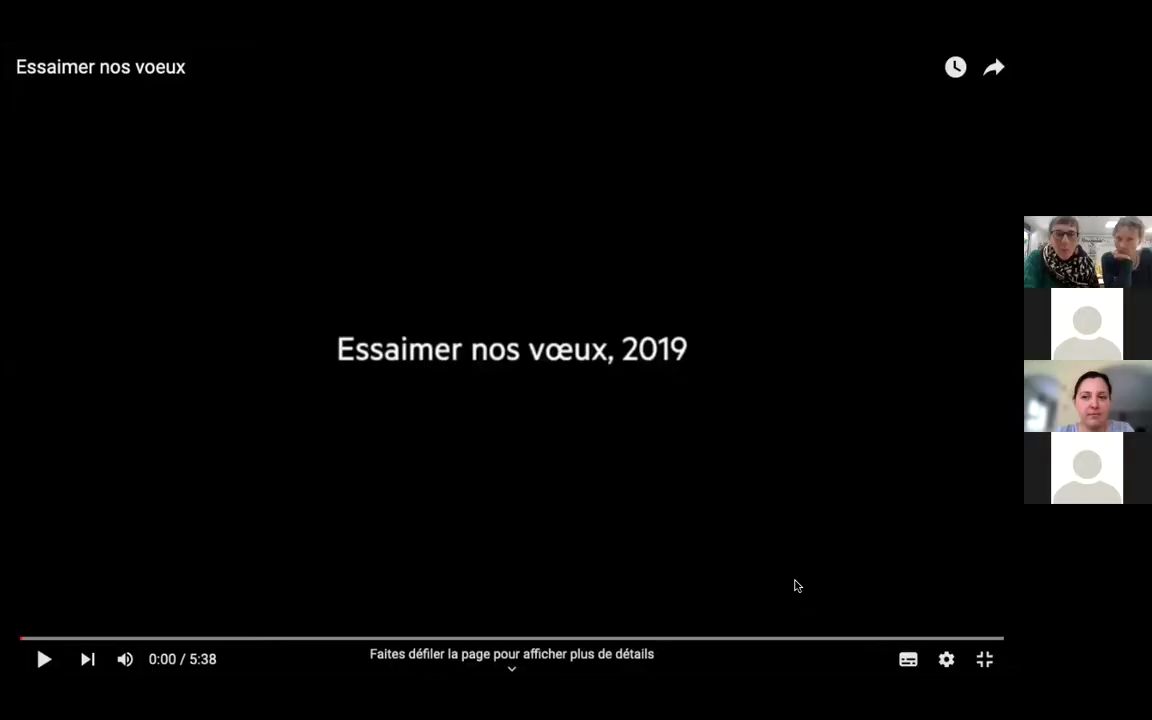 Essaimer nos voeux
Essaimer nos vœux, 2019
0:00 / 5:38
Faites défiler la page pour afficher plus de détails